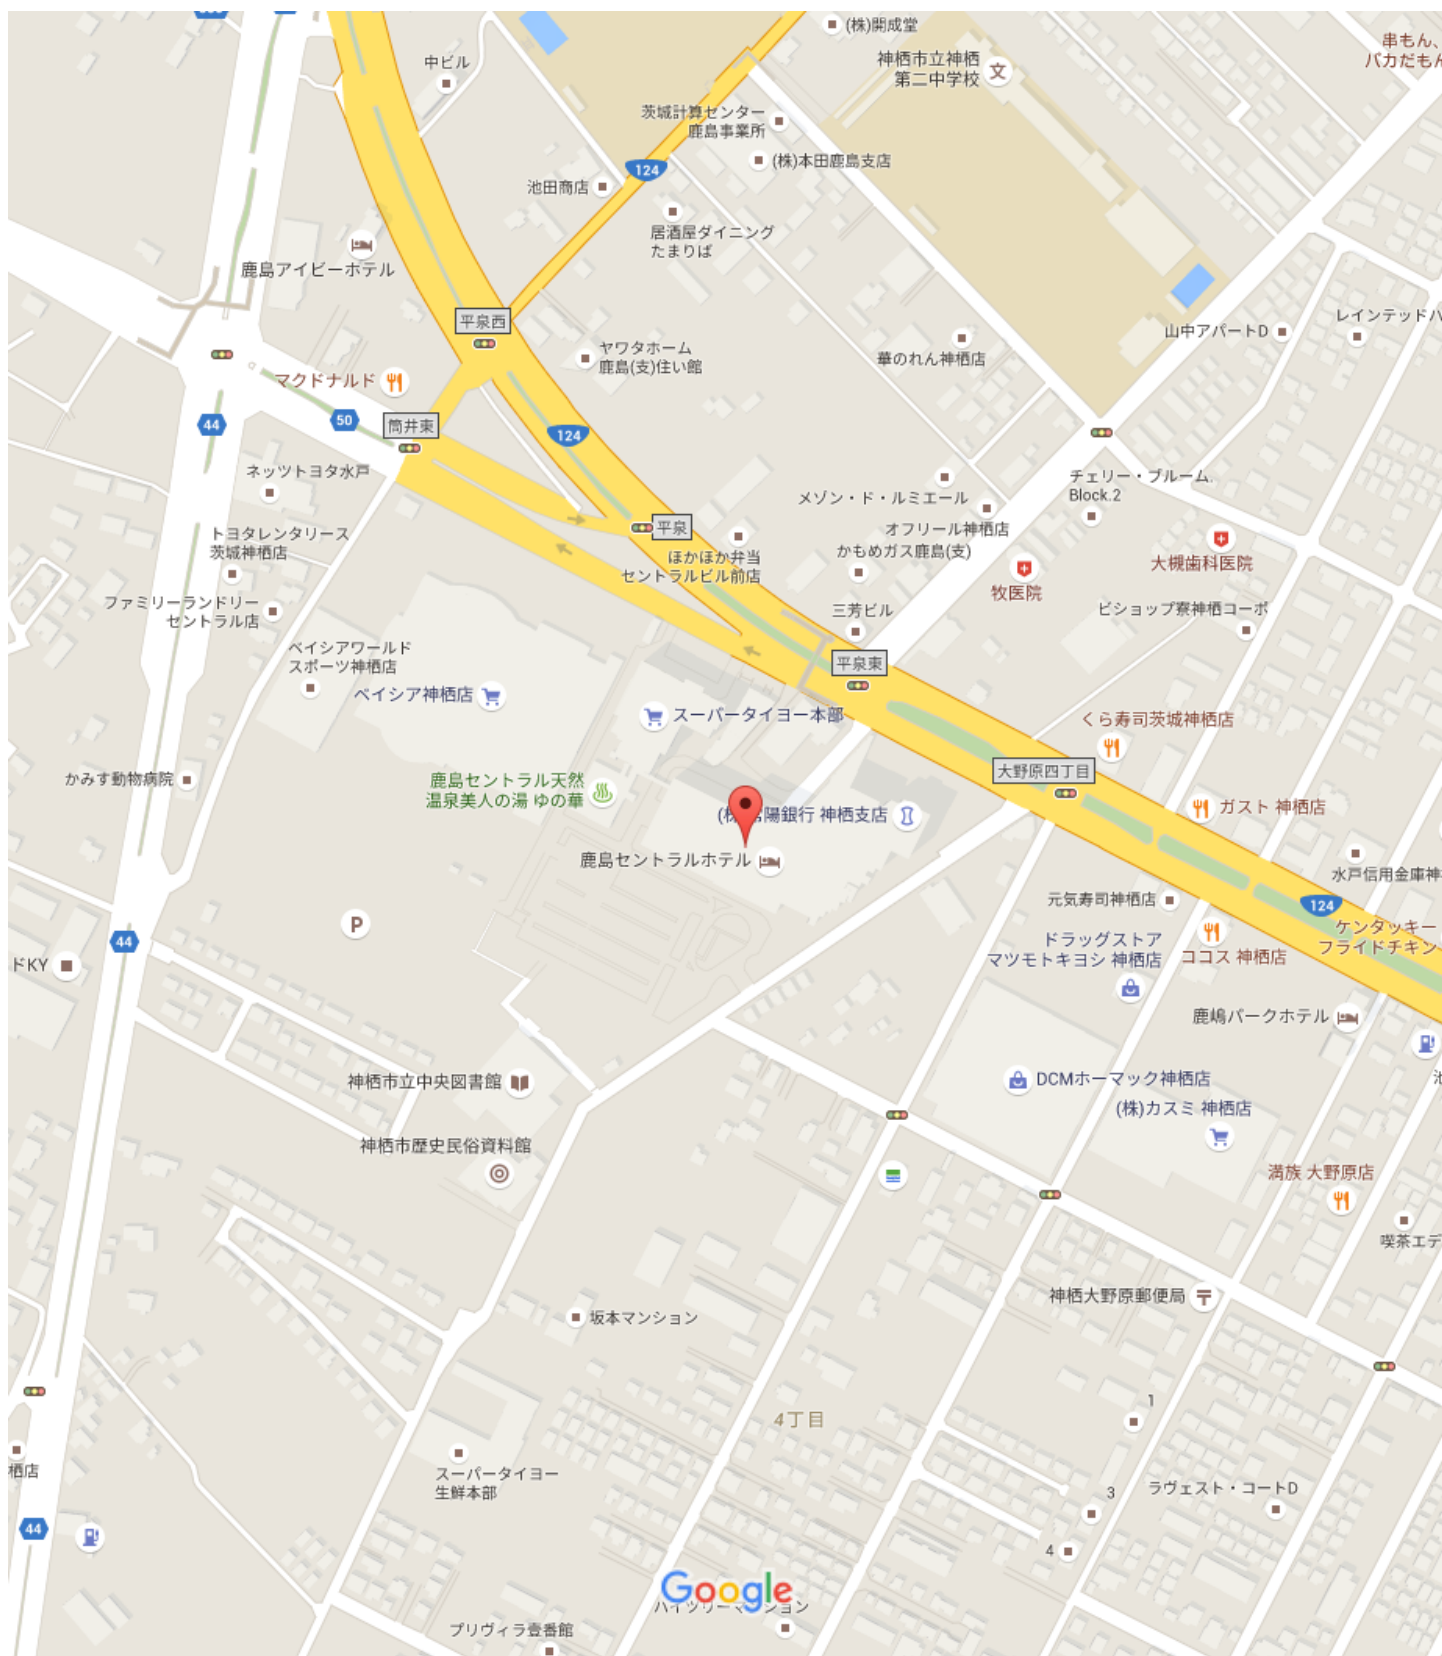 (株)開成堂
串もん、
バカだもん
中ビル
神栖市立神栖
第二中学校
茨城計算センター
鹿島事業所
(株)本田鹿島支店
124
池田商店
居酒屋ダイニング
たまりば
鹿島アイビーホテル
平泉西
レインテッドハ
山中アパートD
ヤワタホーム
鹿島(支)住い館
華のれん神栖店
マクドナルド
44
50
筒井東
124
ネッツトヨタ水戸
チェリー・ブルーム.
Block.2
メゾン・ド・ルミエール
平泉
オフリール神栖店
トヨタレンタリース
茨城神栖店
ほかほか弁当
セントラルビル前店
かもめガス鹿島(支)
大槻歯科医院
牧医院
ファミリーランドリー
セントラル店
三芳ビル
ビショップ寮神栖コーポ
ベイシアワールド
スポーツ神栖店
平泉東
ベイシア神栖店
スーパータイヨー本部
くら寿司茨城神栖店
かみす動物病院
鹿島セントラル天然
温泉美人の湯 ゆの華
大野原四丁目
陽銀行 神栖支店
ガスト 神栖店
鹿島セントラルホテル
水戸信用金庫神
元気寿司神栖店
124
P
44
ドラッグストア
マツモトキヨシ 神栖店
ココス 神栖店
ケンタッキー
フライドチキン
ドKY
鹿嶋パークホテル
神栖市立中央図書館
DCMホーマック神栖店
(株)カスミ 神栖店
神栖市歴史民俗資料館
満族 大野原店
喫茶エデ
神栖大野原郵便局
坂本マンション
1
4丁目
栖店
スーパータイヨー
生鮮本部
3
ラヴェスト・コートD
44
4
Google
プリヴィラ壹番館